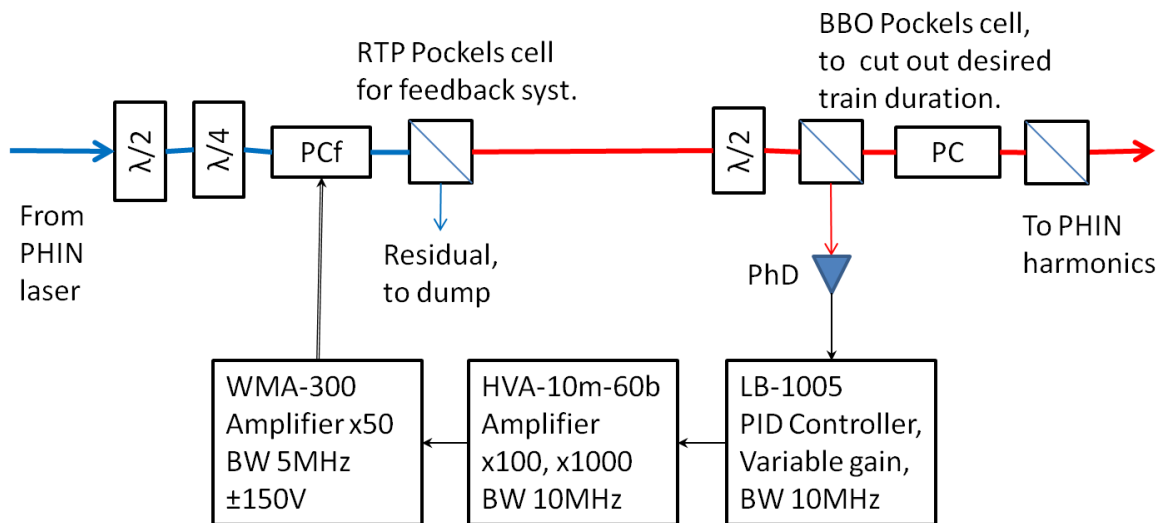 RTP Pockels cell
for feedback syst.
BBO Pockels cell,
to cut out desired
train duration.
λ/2
λ/4
PCf
λ/2
PC
From
PHIN
laser
Residual,
to dump
PhD
To PHIN
harmonics
WMA-300
Amplifier x50
BW 5MHz
±150V
HVA-10m-60b
Amplifier
x100, x1000
BW 10MHz
LB-1005
PID Controller,
Variable gain,
BW 10MHz